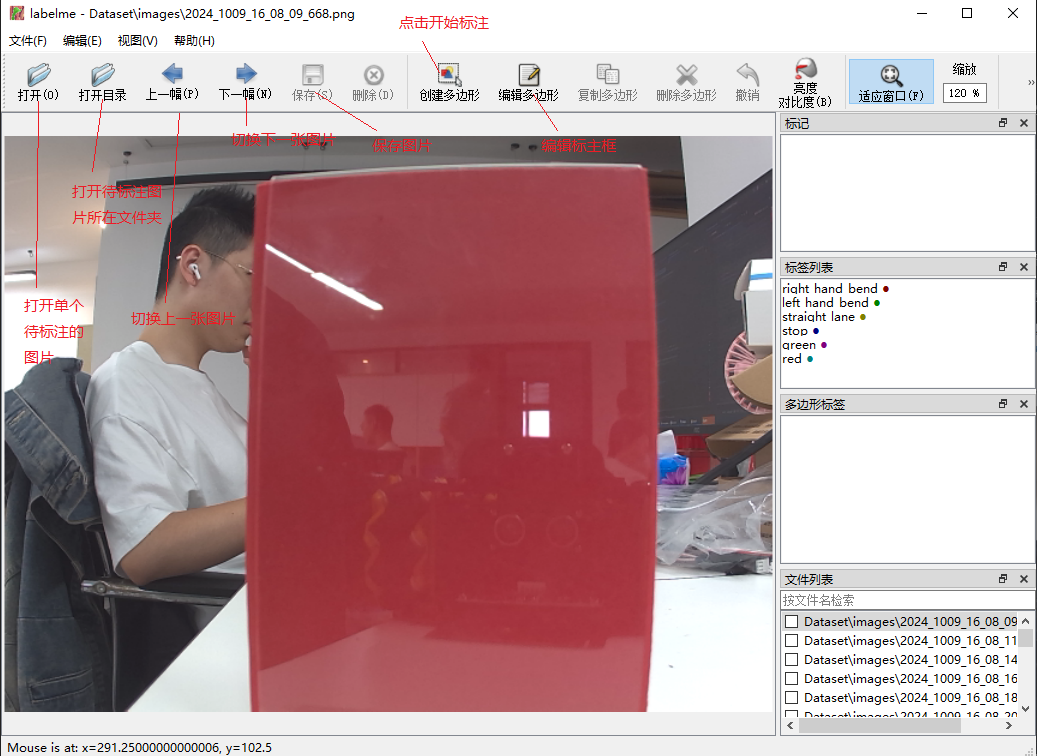 labelme - Dataset\images\2024_1009_16_08_09_668.png
点击开始标注
文件(F) 编辑(E) 视图(V) 帮助(H)
打开(O) 打开目录 上一幅(P) 下一幅(N) 保存(S) 删除(D) 创建多边形 编辑多边形 复制多边形 删除多边形 撤销 亮度 对比度(B) 适应窗口(F) 缩放
120 %
»
切换下一张图片
保存图片
编辑标注框
打开待标注图
片所在文件夹
打开单个
待标注的
图片
切换上一张图片
标记
标签列表
right hand bend
left hand bend
straight lane
stop
green
red
多边形标签
文件列表
按文件名检索
Dataset\images\2024_1009_16_08_09
Dataset\images\2024_1009_16_08_11
Dataset\images\2024_1009_16_08_14
Dataset\images\2024_1009_16_08_16
Dataset\images\2024_1009_16_08_18
Dataset\images\2024_1009_16_08_20
Mouse is at: x=291.25000000000006, y=102.5